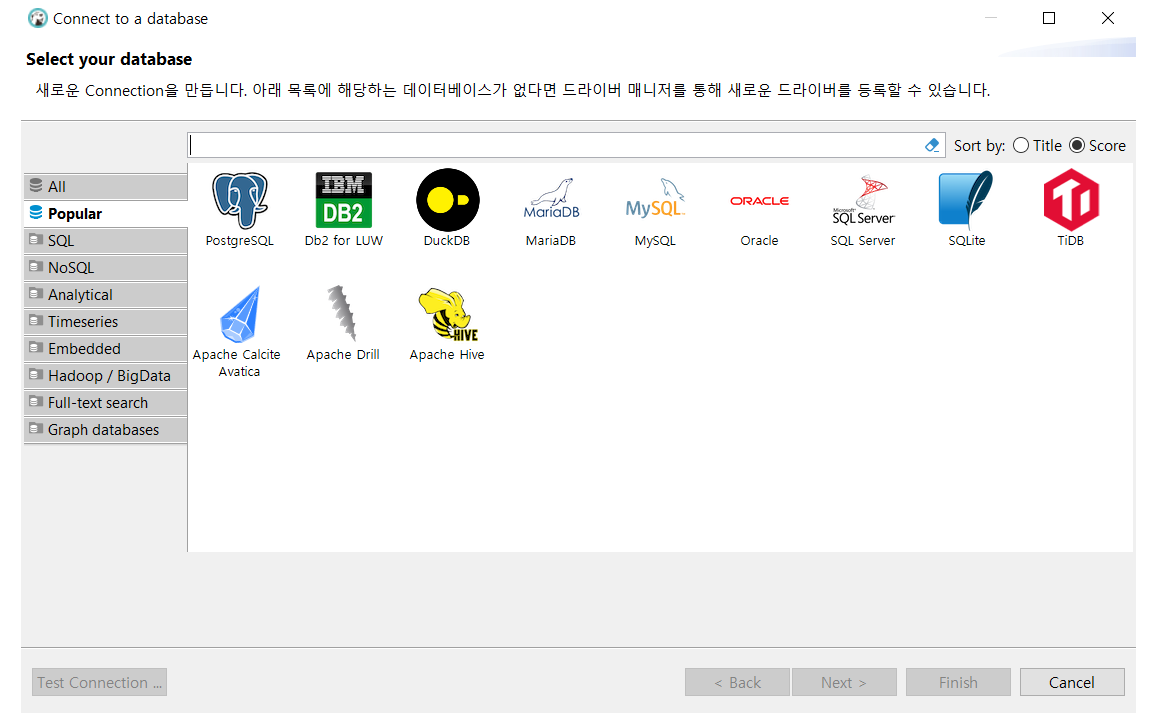 Connect to a database
Select your database
새로운 Connection을 만듭니다. 아래 목록에 해당하는 데이터베이스가 없다면 드라이버 매니저를 통해 새로운 드라이버를 등록할 수 있습니다.
Sort by: Title Score
All
Popular
SQL
NoSQL
Analytical
Timeseries
Embedded
Hadoop / BigData
Full-text search
Graph databases
IBM
DB2
MariaDB
MySQL
ORACLE
Microsoft
SQL Server
PostgreSQL
Db2 for LUW
DuckDB
MariaDB
MySQL
Oracle
SQL Server
SQLite
TiDB
HIVE
Apache Calcite
Avatica
Apache Drill
Apache Hive
Test Connection ...
< Back
Next >
Finish
Cancel